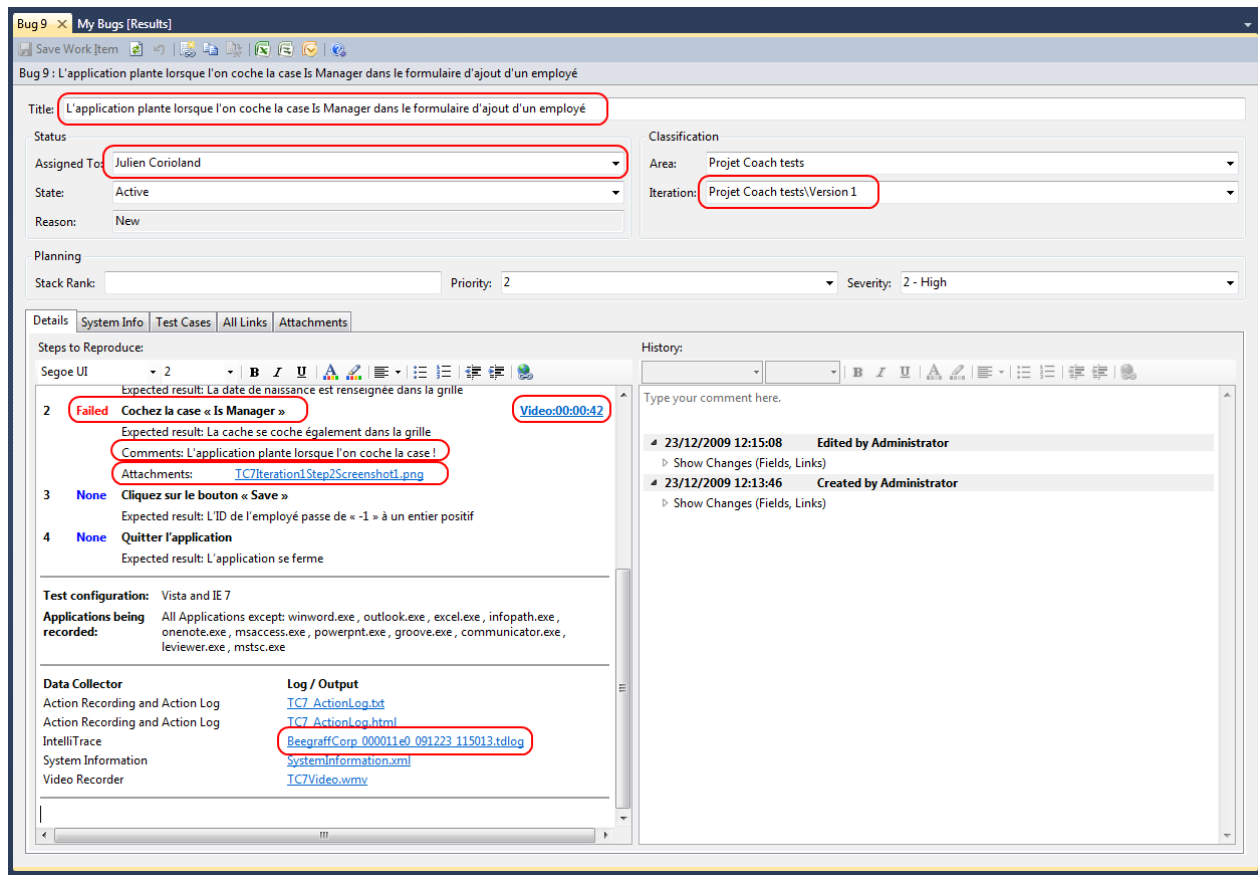 Bug 9 My Bugs [Results]
Save Work Item
Bug 9 : L'application plante lorsque l'on coche la case Is Manager dans le formulaire d'ajout d'un employé
Title: L'application plante lorsque l'on coche la case Is Manager dans le formulaire d'ajout d'un employé
Status
Assigned To: Julien Corioland
State: Active
Reason: New
Classification
Area: Projet Coach tests
Iteration: Projet Coach tests\Version 1
Planning
Stack Rank: Priority: 2 Severity: 2 - High
Details System Info Test Cases All Links Attachments
Steps to Reproduce:
Segoe UI 2 B I U A
Expected result: La date de naissance est renseignée dans la grille
2 Failed Cochez la case « Is Manager » Video:00:00:42
Expected result: La cache se coche également dans la grille
Comments: L'application plante lorsque l'on coche la case !
Attachments: TC7Iteration1Step2Screenshot1.png
3 None Cliquez sur le bouton « Save »
Expected result: L'ID de l'employé passe de « -1 » à un entier positif
4 None Quitter l'application
Expected result: L'application se ferme
Test configuration: Vista and IE 7
Applications being recorded: All Applications except: winword.exe , outlook.exe , excel.exe , infopath.exe ,
onenote.exe , msaccess.exe , powerpnt.exe , groove.exe , communicator.exe ,
leviewer.exe , mstsc.exe
Data Collector Log / Output
Action Recording and Action Log TC7_ActionLog.txt
Action Recording and Action Log TC7_ActionLog.html
IntelliTrace BeegraffCorp_000011e0_091223_115013.tdlog
System Information SystemInformation.xml
Video Recorder TC7Video.wmv
History:
B I U A
Type your comment here.
23/12/2009 12:15:08 Edited by Administrator
Show Changes (Fields, Links)
23/12/2009 12:13:46 Created by Administrator
Show Changes (Fields, Links)